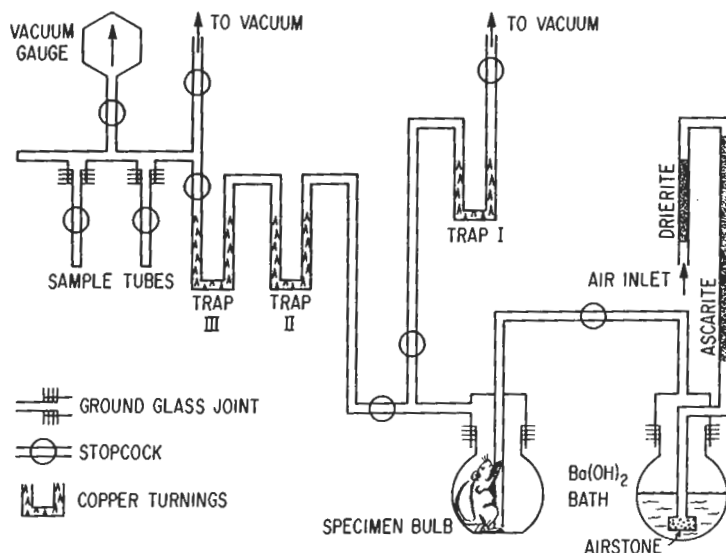 VACUUM
GAUGE
TO VACUUM
TO VACUUM
SAMPLE TUBES
TRAP
III
TRAP
II
TRAP I
DRIERITE
AIR INLET
ASCARITE
GROUND GLASS JOINT
STOPCOCK
COPPER TURNINGS
SPECIMEN BULB
Ba(OH)2
BATH
AIRSTONE